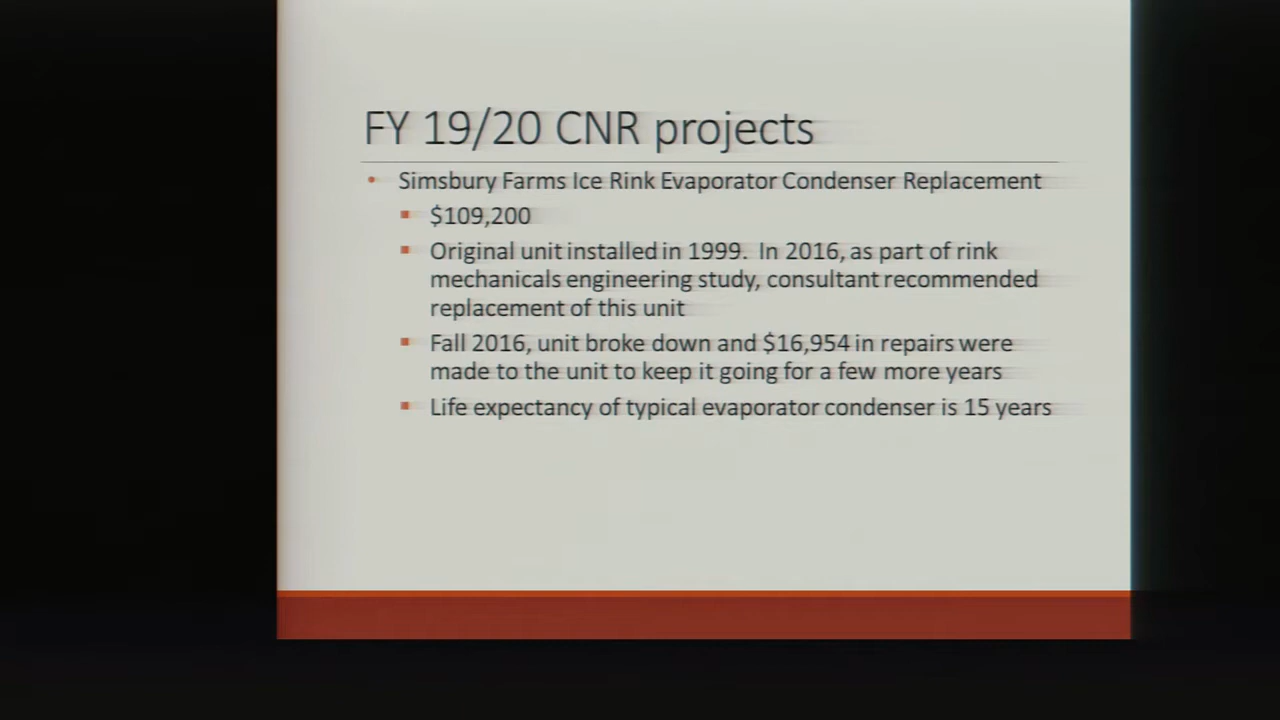 FY 19/20 CNR projects
Simsbury Farms Ice Rink Evaporator Condenser Replacement
$109,200
Original unit installed in 1999. In 2016, as part of rink
mechanicals engineering study, consultant recommended
replacement of this unit
Fall 2016, unit broke down and $16,954 in repairs were
made to the unit to keep it going for a few more years
Life expectancy of typical evaporator condenser is 15 years